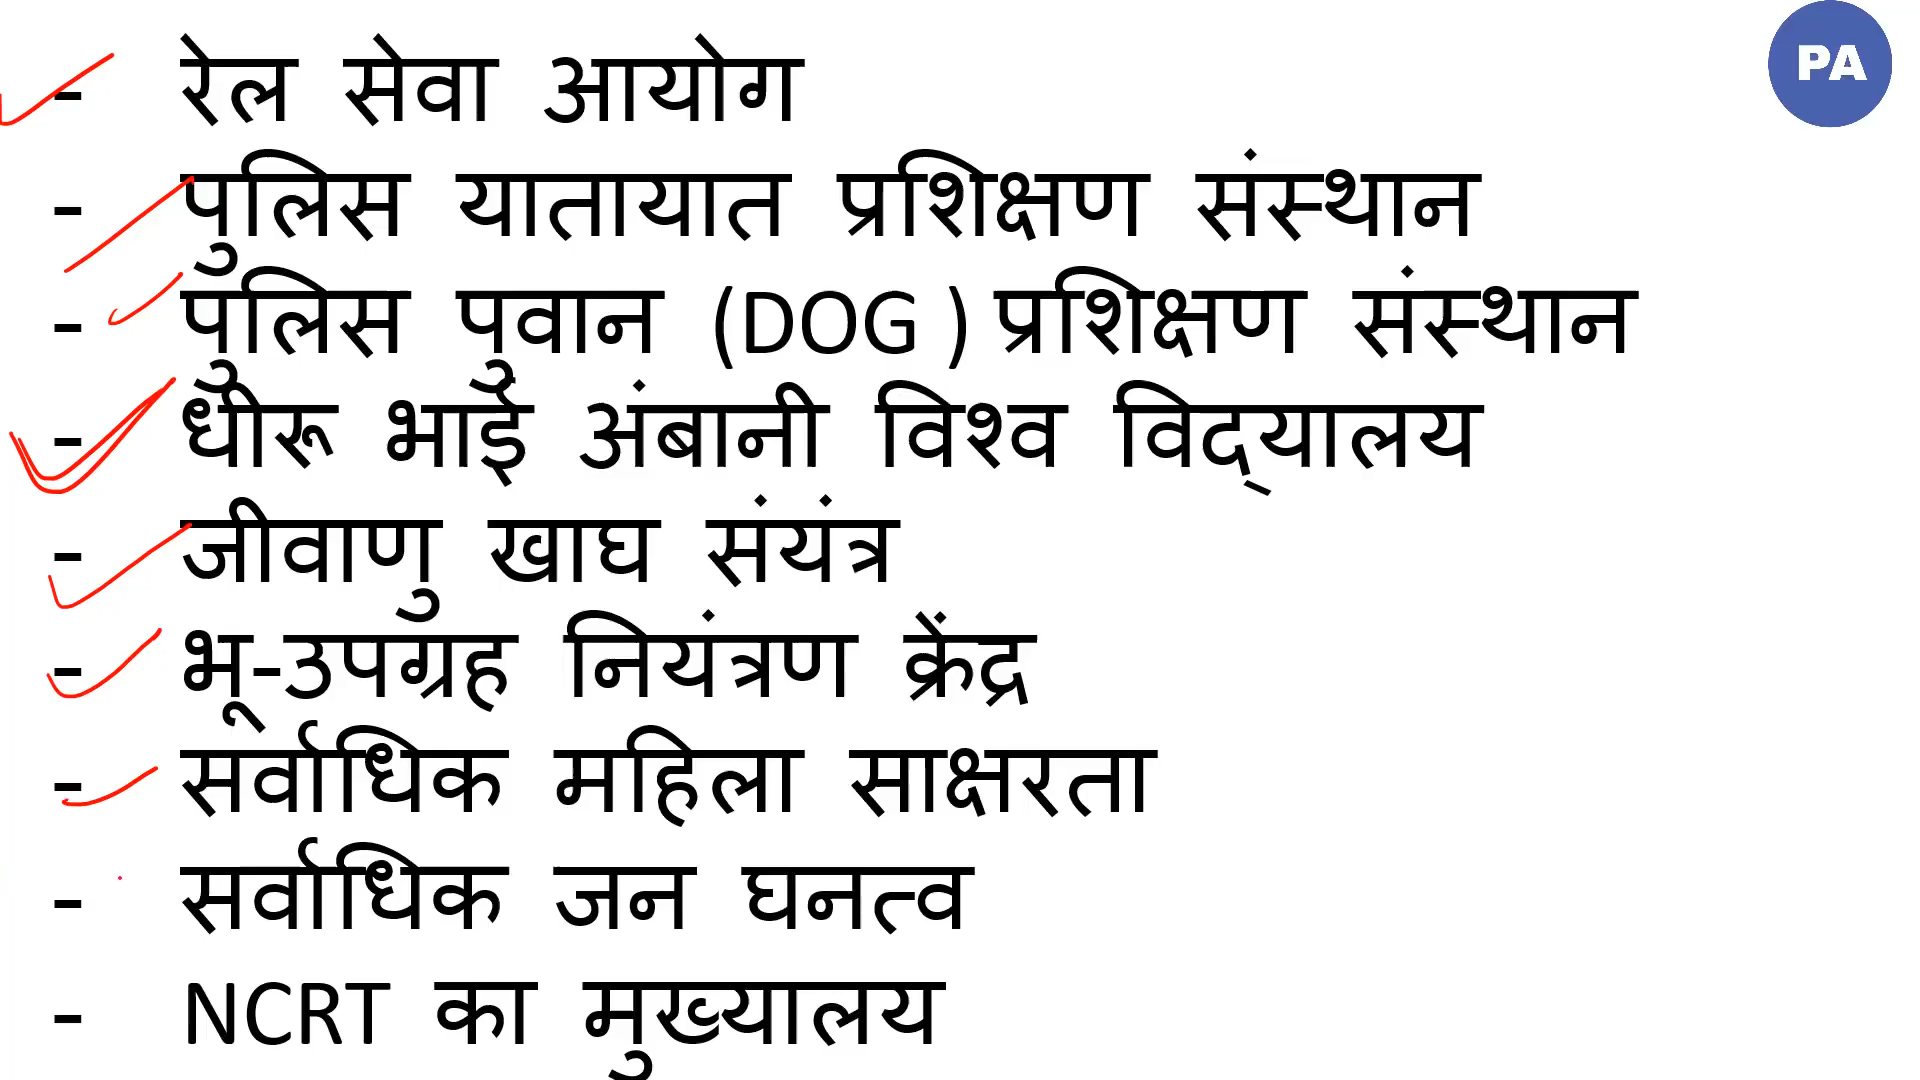 PA
- रेल सेवा आयोग
- पुलिस यातायात प्रशिक्षण संस्थान
- पुलिस पुवान (DOG ) प्रशिक्षण संस्थान
- धीरू भाई अंबानी विश्व विद्‌यालय
- जीवाणु खाघ संयंत्र
- भू-उपग्रह नियंत्रण क्रेंद्र
- सर्वाधिक महिला साक्षरता
- सर्वाधिक जन घनत्व
- NCRT का मुख्यालय